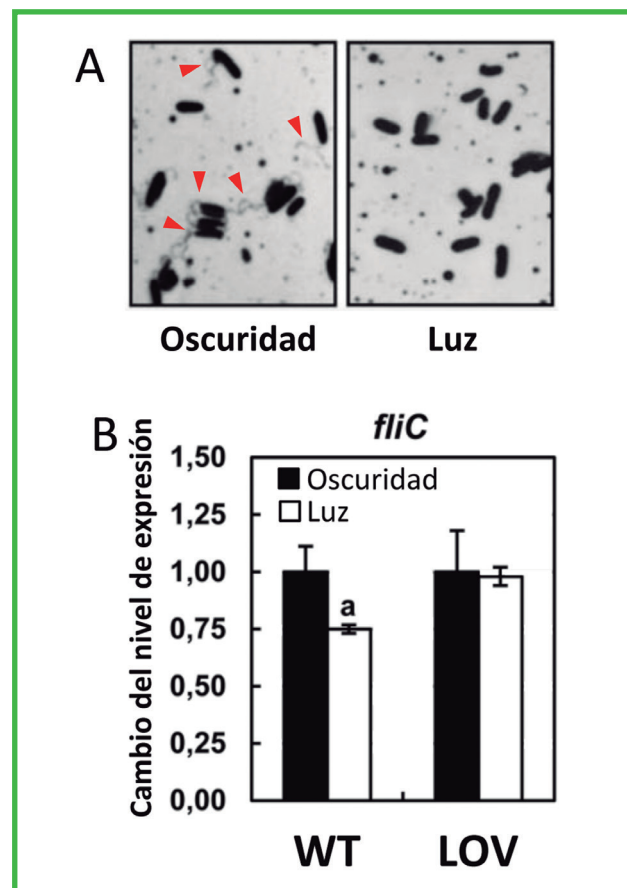 A
Oscuridad Luz
B
fliC
Cambio del nivel de expresión
1,50
1,25
1,00
0,75
0,50
0,25
0,00
Oscuridad
Luz
a
WT LOV